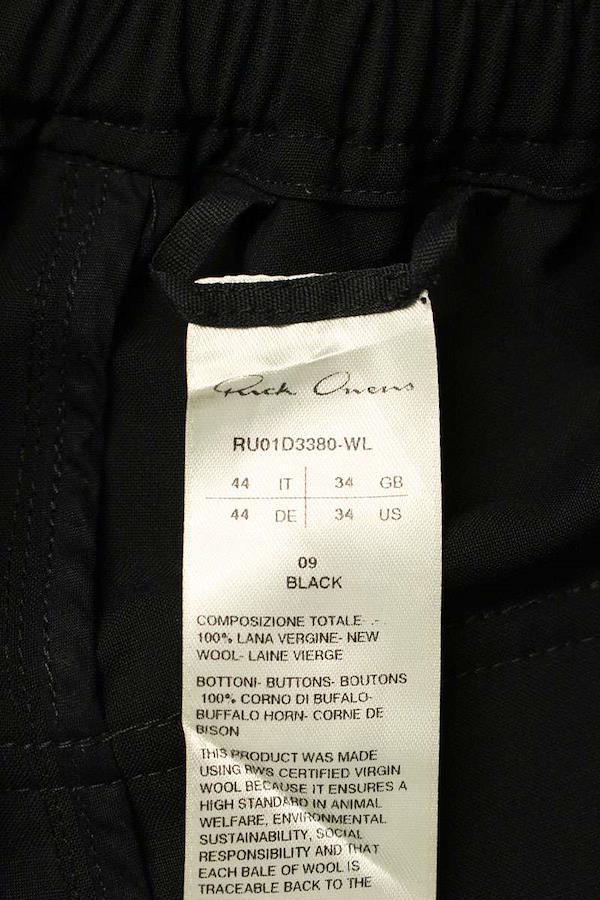 Rick Owens
RU01D3380-WL
44 IT 34 GB
44 DE 34 US
09
BLACK
COMPOSIZIONE TOTALE- .-
100% LANA VERGINE- NEW
WOOL- LAINE VIERGE
BOTTONI- BUTTONS- BOUTONS
100% CORNO DI BUFALO-
BUFFALO HORN- CORNE DE
BISON
THIS PRODUCT WAS MADE
USING RWS CERTIFIED VIRGIN
WOOL BECAUSE IT ENSURES A
HIGH STANDARD IN ANIMAL
WELFARE, ENVIRONMENTAL
SUSTAINABILITY, SOCIAL
RESPONSIBILITY AND THAT
EACH BALE OF WOOL IS
TRACEABLE BACK TO THE